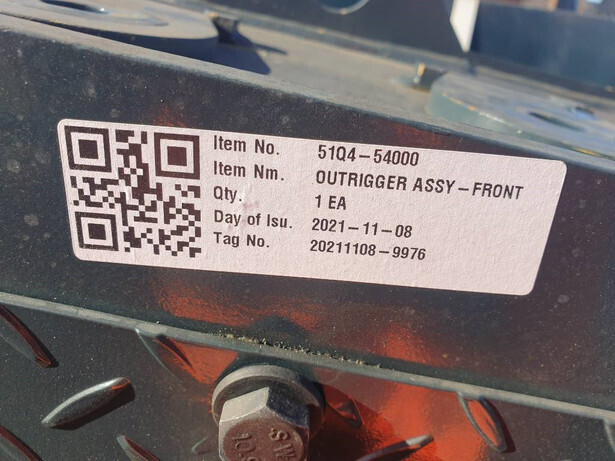 Item No. 51Q4-54000
Item Nm. OUTRIGGER ASSY-FRONT
Qty. 1 EA
Day of Isu. 2021-11-08
Tag No. 20211108-9976